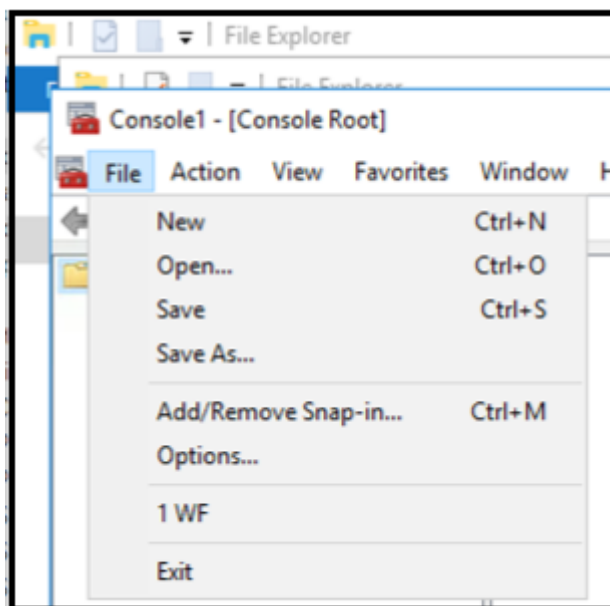 File Explorer
File Explorer
Console1 - [Console Root]
File Action View Favorites Window H
New Ctrl+N
Open... Ctrl+O
Save Ctrl+S
Save As...
Add/Remove Snap-in... Ctrl+M
Options...
1 WF
Exit